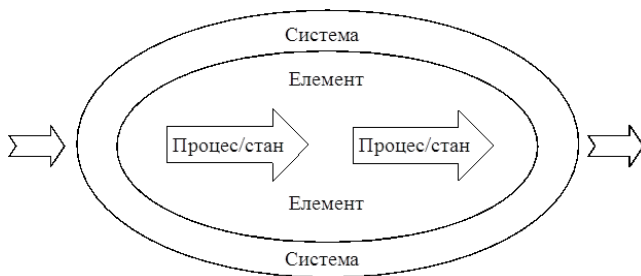 Система
Елемент
Процес/стан Процес/стан
Елемент
Система